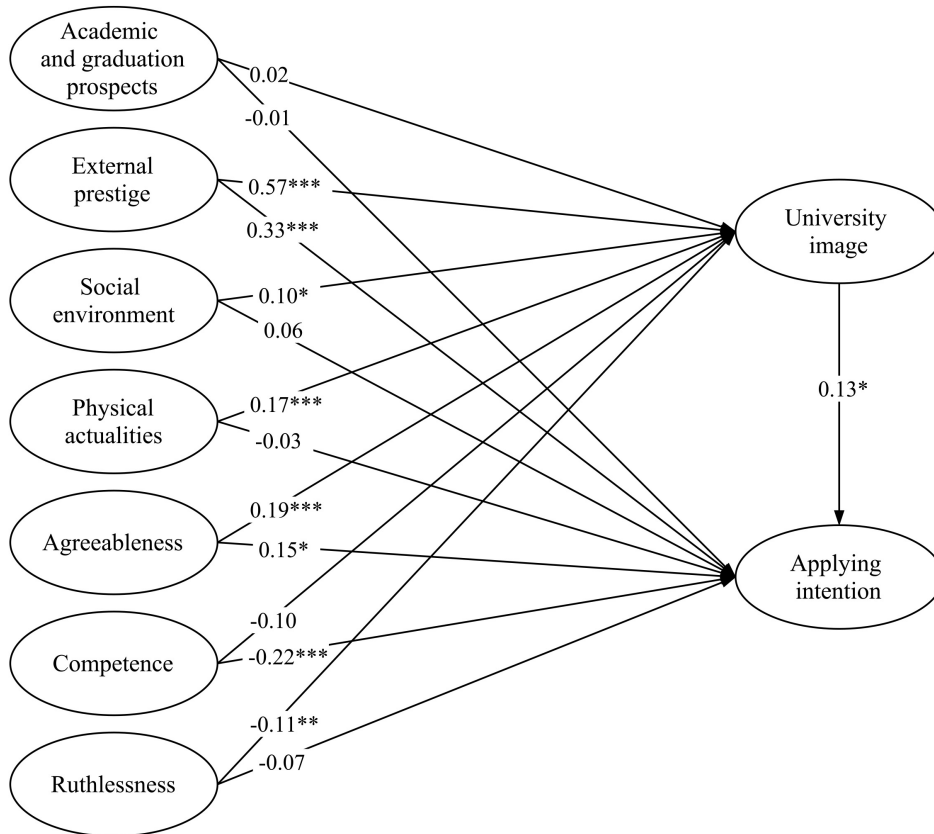 Academic
and graduation
prospects
0.02
-0.01
External
prestige
0.57***
0.33***
University
image
Social
environment
0.10*
0.06
0.13*
Physical
actualities
0.17***
-0.03
Agreeableness
0.19***
0.15*
Applying
intention
Competence
-0.10
-0.22***
Ruthlessness
-0.11**
-0.07